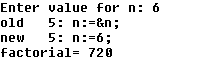 Enter value for n: 6
old   5: n:=&n;
new   5: n:=6;
factorial= 720